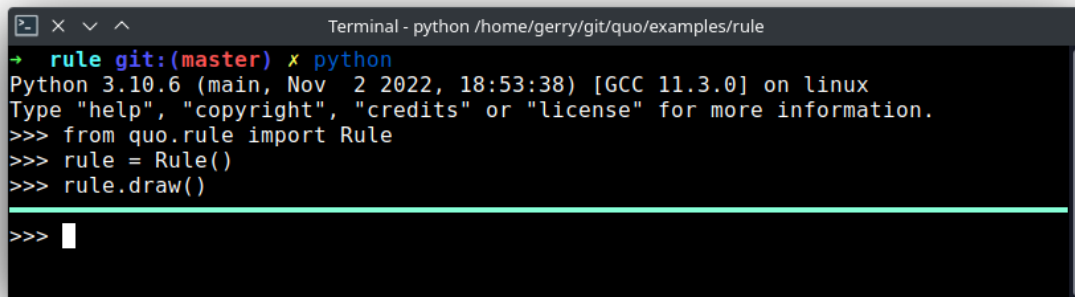 Terminal - python /home/gerry/git/quo/examples/rule
→ rule git:(master) ✗ python
Python 3.10.6 (main, Nov  2 2022, 18:53:38) [GCC 11.3.0] on linux
Type "help", "copyright", "credits" or "license" for more information.
>>> from quo.rule import Rule
>>> rule = Rule()
>>> rule.draw()
>>>